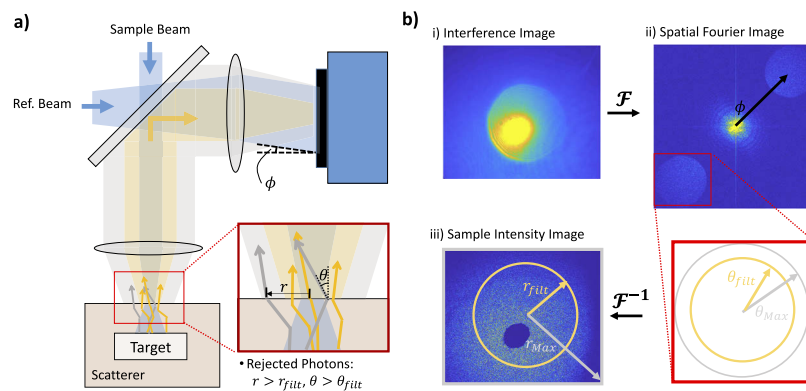 a)
Sample Beam
Ref. Beam
ϕ
θ
r
Target
Scatterer
• Rejected Photons:
r > r_filt, θ > θ_filt
b)
i) Interference Image
ii) Spatial Fourier Image
ℱ
ϕ
iii) Sample Intensity Image
r_filt
r_Max
ℱ⁻¹
θ_filt
θ_Max